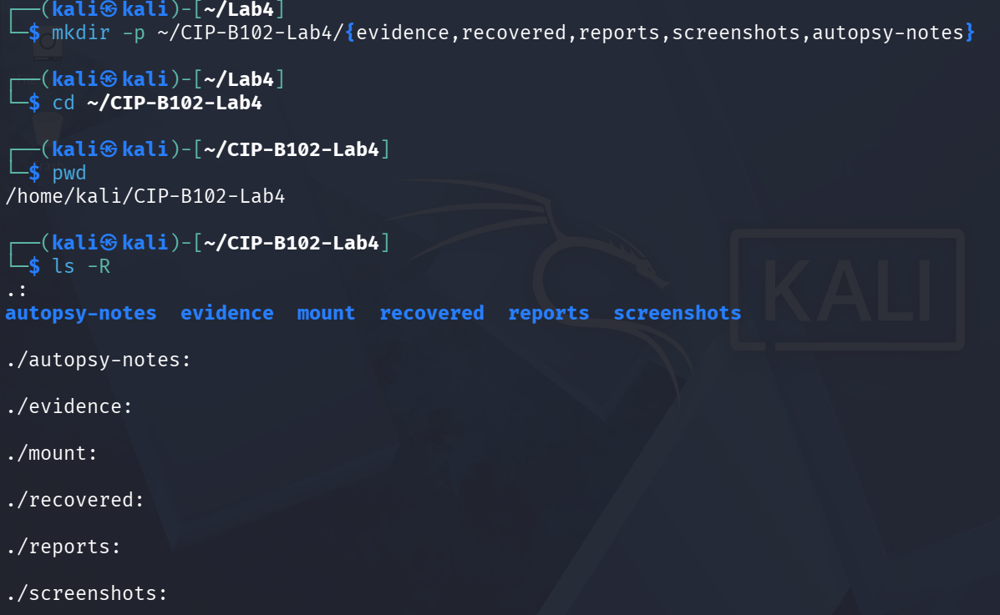 ┌──(kali㉿kali)-[~/Lab4]
└─$ mkdir -p ~/CIP-B102-Lab4/{evidence,recovered,reports,screenshots,autopsy-notes}
┌──(kali㉿kali)-[~/Lab4]
└─$ cd ~/CIP-B102-Lab4
┌──(kali㉿kali)-[~/CIP-B102-Lab4]
└─$ pwd
/home/kali/CIP-B102-Lab4
┌──(kali㉿kali)-[~/CIP-B102-Lab4]
└─$ ls -R
.:
autopsy-notes  evidence  mount  recovered  reports  screenshots
./autopsy-notes:
./evidence:
./mount:
./recovered:
./reports:
./screenshots:
KALI